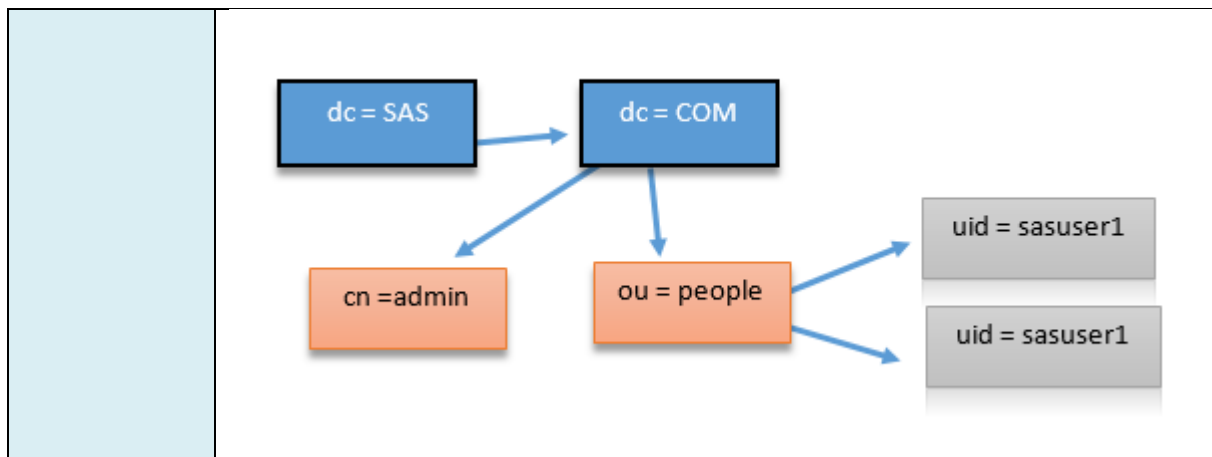 dc = SAS
dc = COM
uid = sasuser1
cn =admin
ou = people
uid = sasuser1